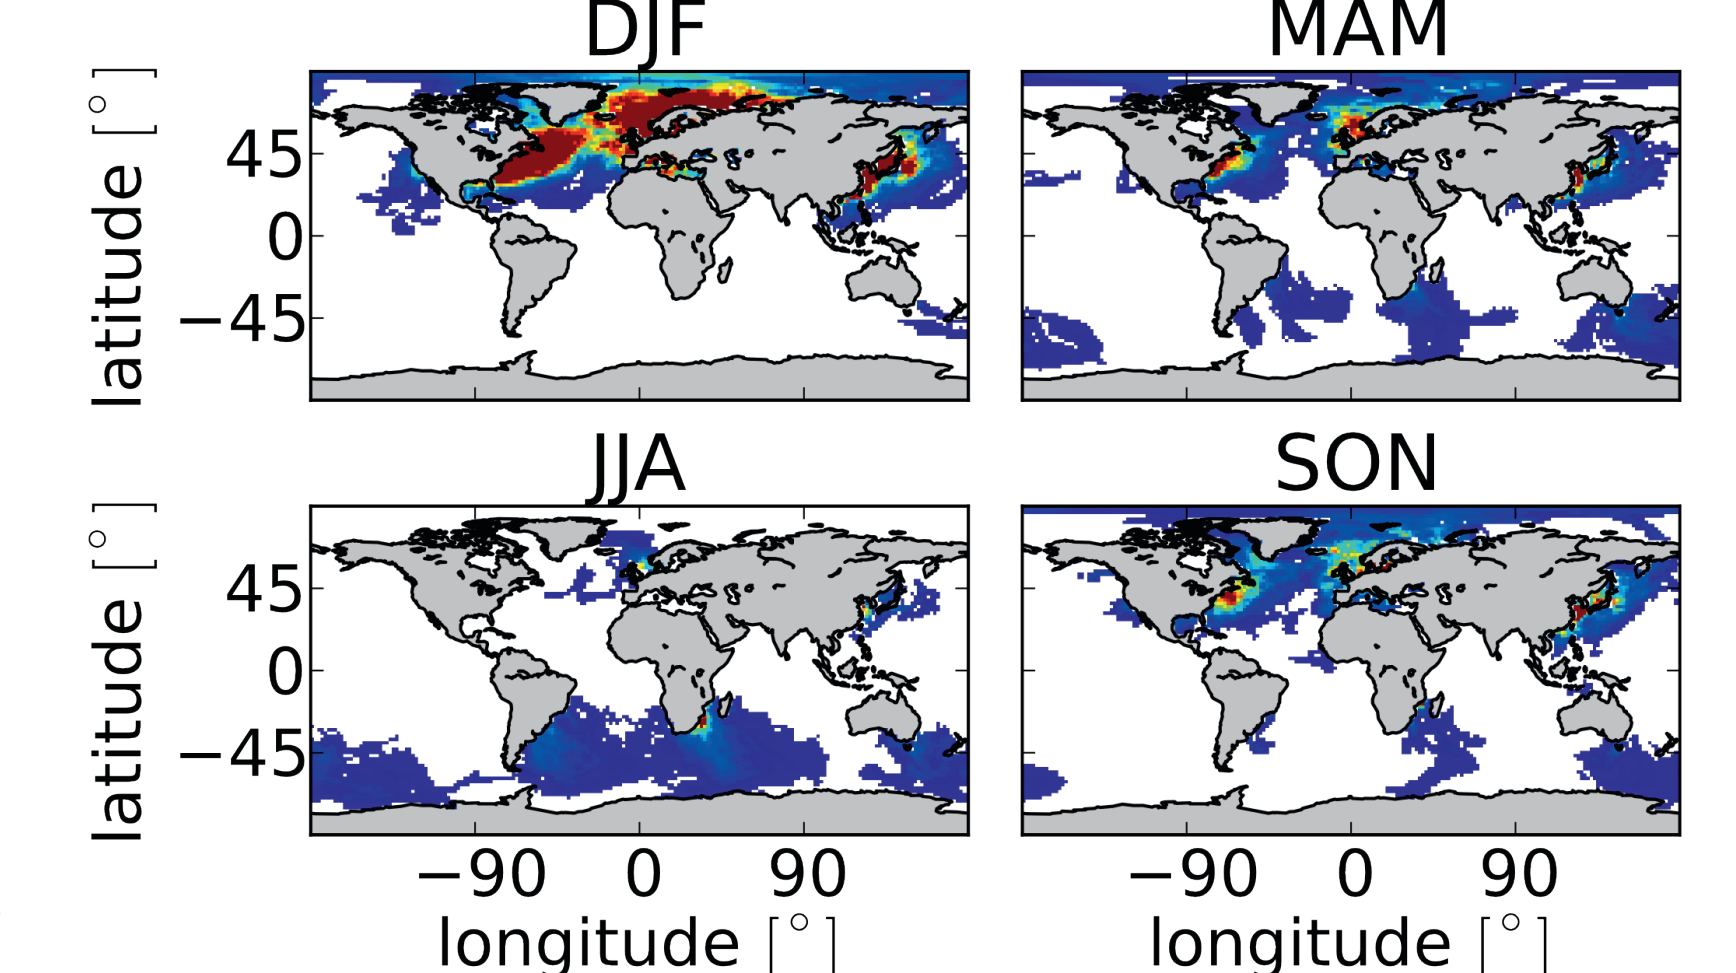 DJF MAM
latitude [°]
45 45
0 0
−45 −45
JJA SON
latitude [°]
−90 0 90 −90 0 90
longitude [°] longitude [°]